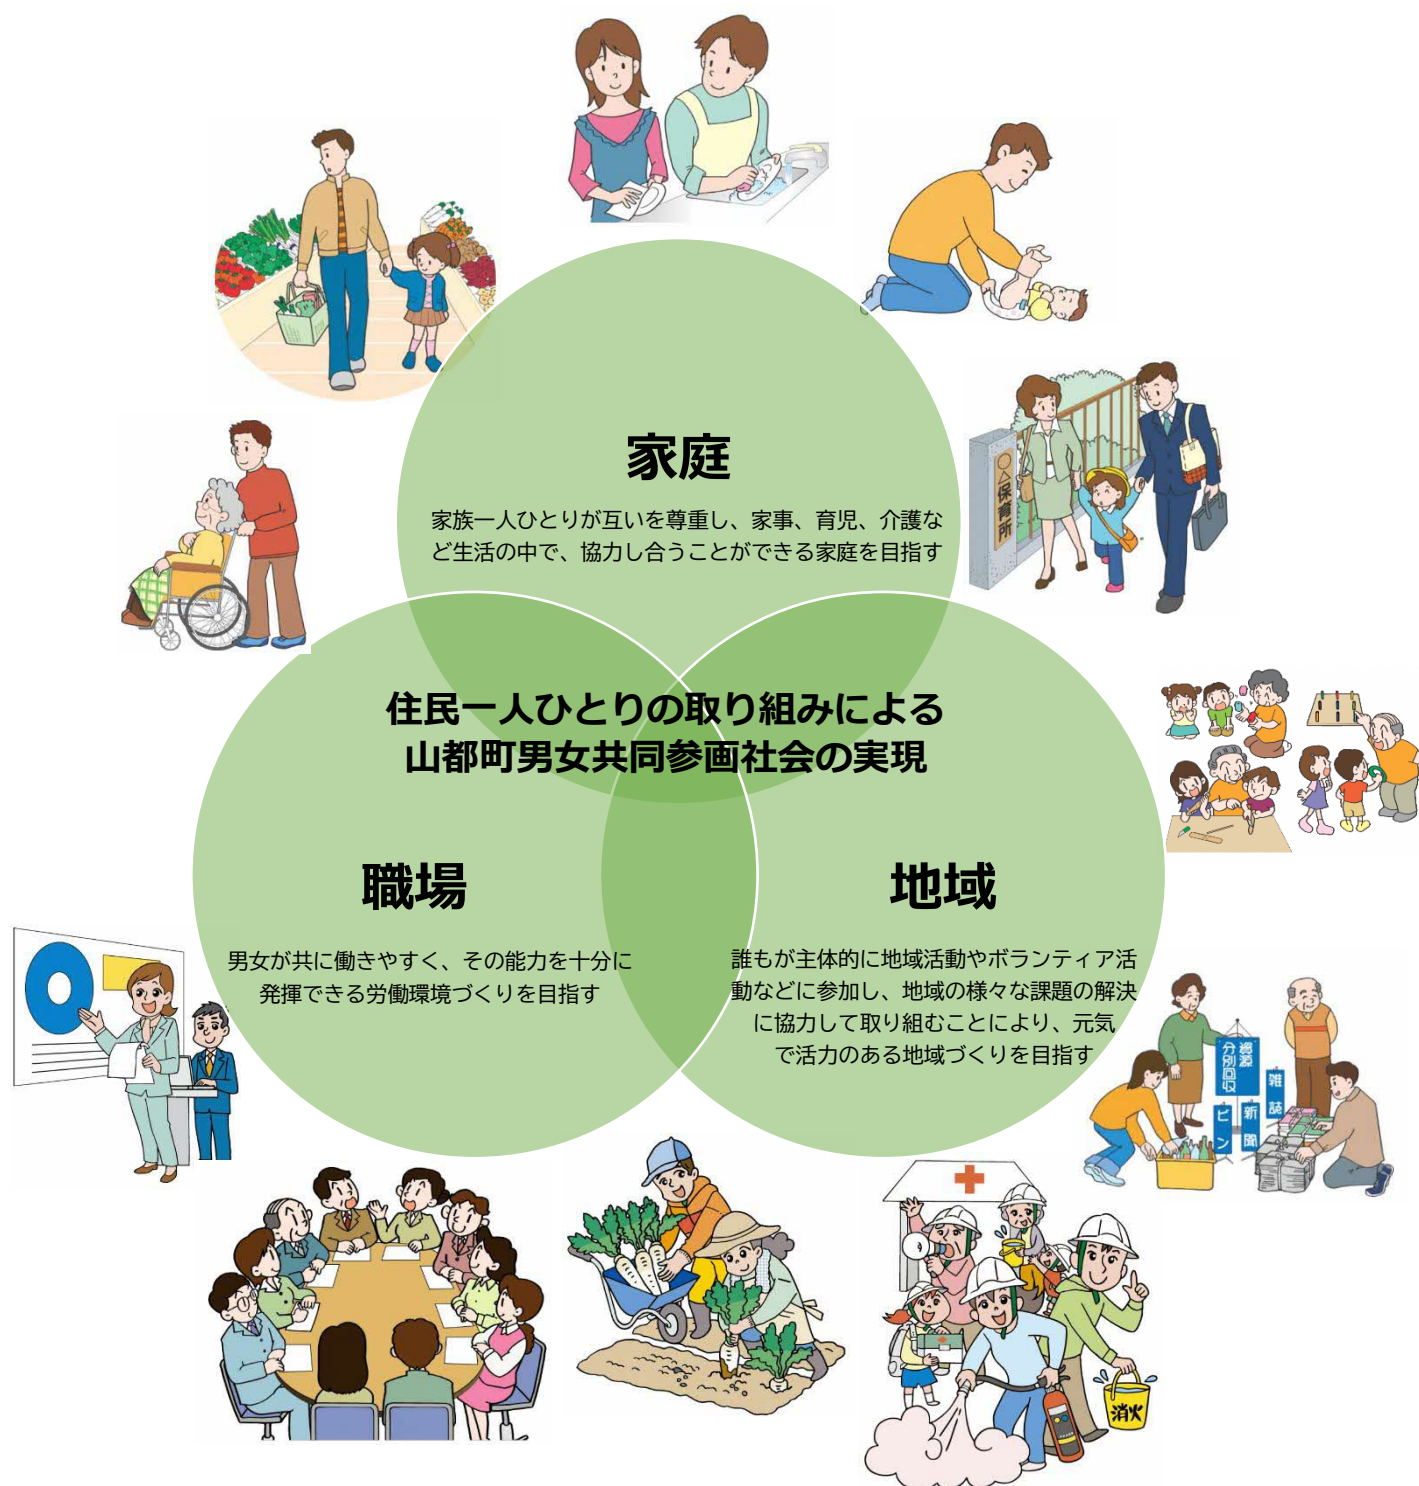 家庭
家族一人ひとりが互いを尊重し、家事、育児、介護な
ど生活の中で、協力し合うことができる家庭を目指す
○△保育所
住民一人ひとりの取り組みによる
山都町男女共同参画社会の実現
職場
男女が共に働きやすく、その能力を十分に
発揮できる労働環境づくりを目指す
地域
誰もが主体的に地域活動やボランティア活
動などに参加し、地域の様々な課題の解決
に協力して取り組むことにより、元気
で活力のある地域づくりを目指す
資源
分別回収
雑誌
新聞
ビン
消火